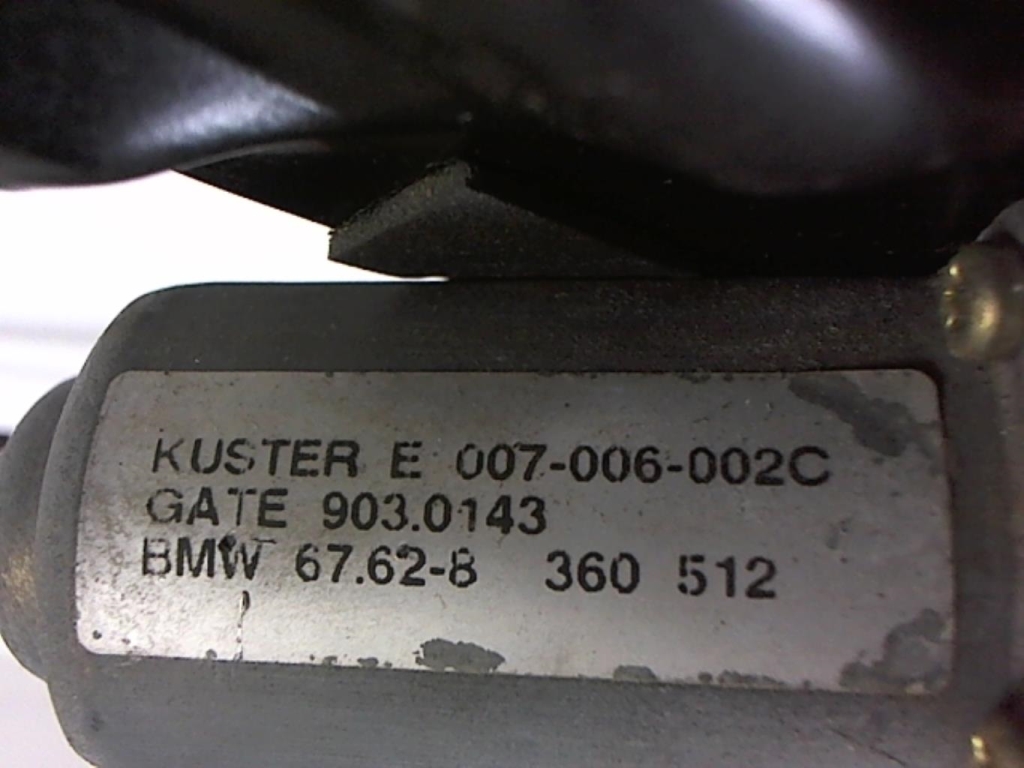 KUSTER E 007-006-002C
GATE 903.0143
BMW 67.62-8 360 512